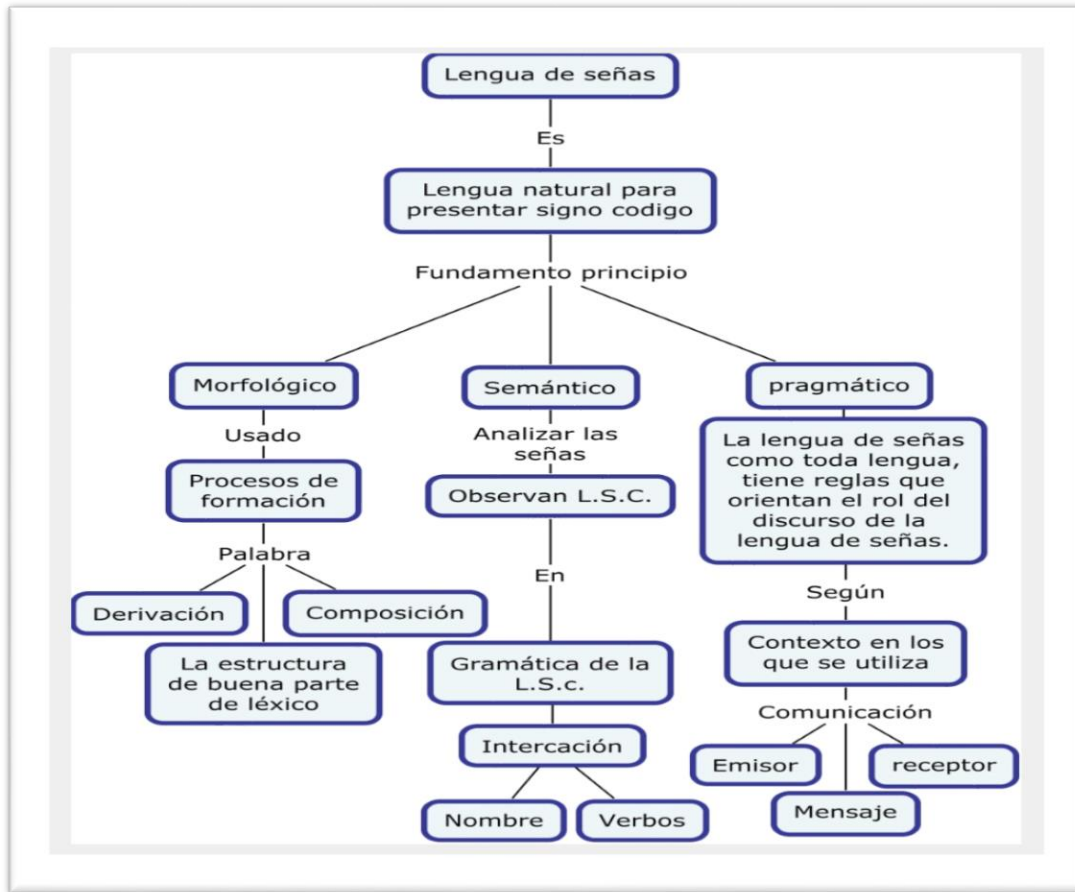 Lengua de señas
Es
Lengua natural para
presentar signo codigo
Fundamento principio
Morfológico
Semántico
pragmático
Usado
Analizar las
señas
La lengua de señas
como toda lengua,
tiene reglas que
orientan el rol del
discurso de la
lengua de señas.
Procesos de
formación
Observan L.S.C.
Palabra
En
Según
Derivación
Composición
La estructura
de buena parte
de léxico
Gramática de la
L.S.c.
Contexto en los
que se utiliza
Comunicación
Intercación
Emisor
receptor
Mensaje
Nombre
Verbos